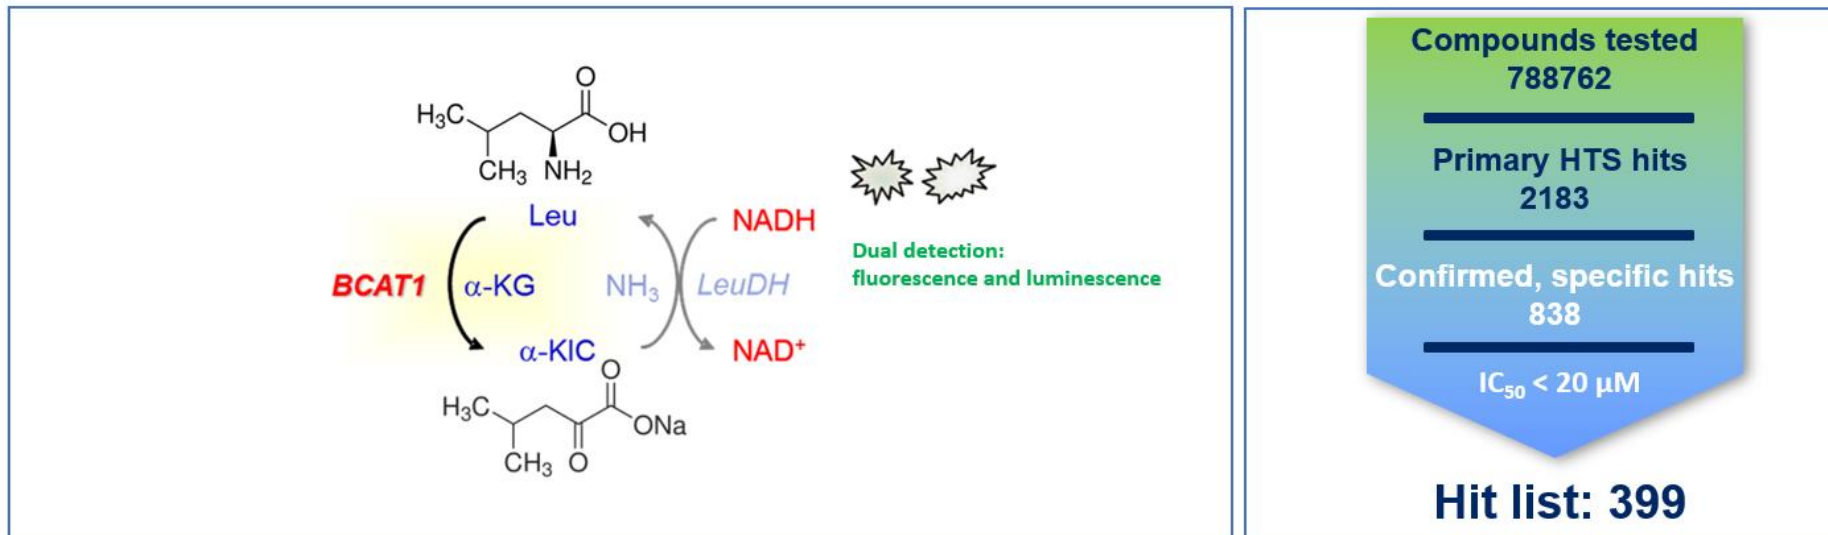 O
H₃C
OH
CH₃ NH₂
Leu
NADH
BCAT1
α-KG
NH₃
LeuDH
α-KIC
NAD⁺
O
H₃C
ONa
CH₃ O
Dual detection:
fluorescence and luminescence
Compounds tested
788762
Primary HTS hits
2183
Confirmed, specific hits
838
IC₅₀ < 20 µM
Hit list: 399